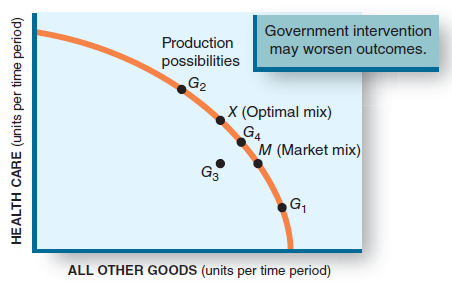 Government intervention
may worsen outcomes.
Production
possibilities
G2
X (Optimal mix)
G4
M (Market mix)
G3
G1
HEALTH CARE (units per time period)
ALL OTHER GOODS (units per time period)